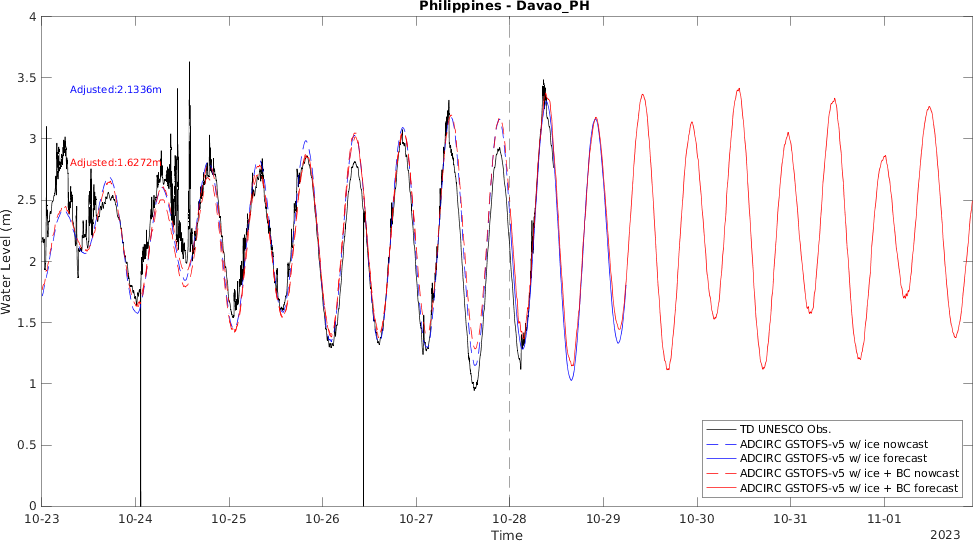 Philippines - Davao_PH
4
3.5
3
2.5
2
1.5
1
0.5
0
Water Level (m)
Adjusted:2.1336m
Adjusted:1.6272m
TD UNESCO Obs.
ADCIRC GSTOFS-v5 w/ ice nowcast
ADCIRC GSTOFS-v5 w/ ice forecast
ADCIRC GSTOFS-v5 w/ ice + BC nowcast
ADCIRC GSTOFS-v5 w/ ice + BC forecast
10-23 10-24 10-25 10-26 10-27 10-28 10-29 10-30 10-31 11-01
Time
2023